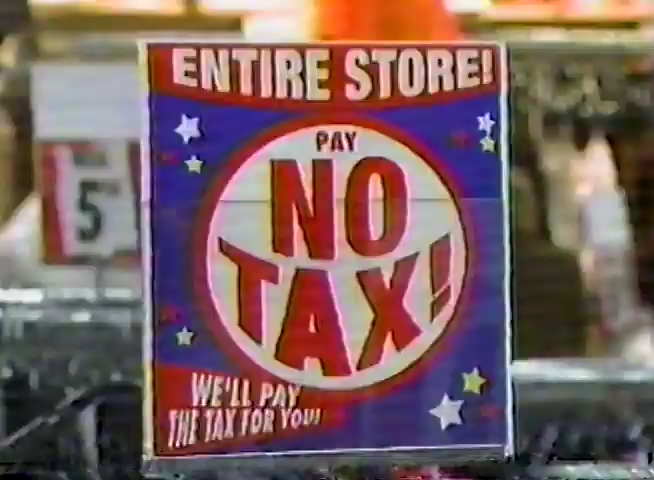 ENTIRE STORE!
PAY
NO
TAX!
WE'LL PAY
THE TAX FOR YOU!
5